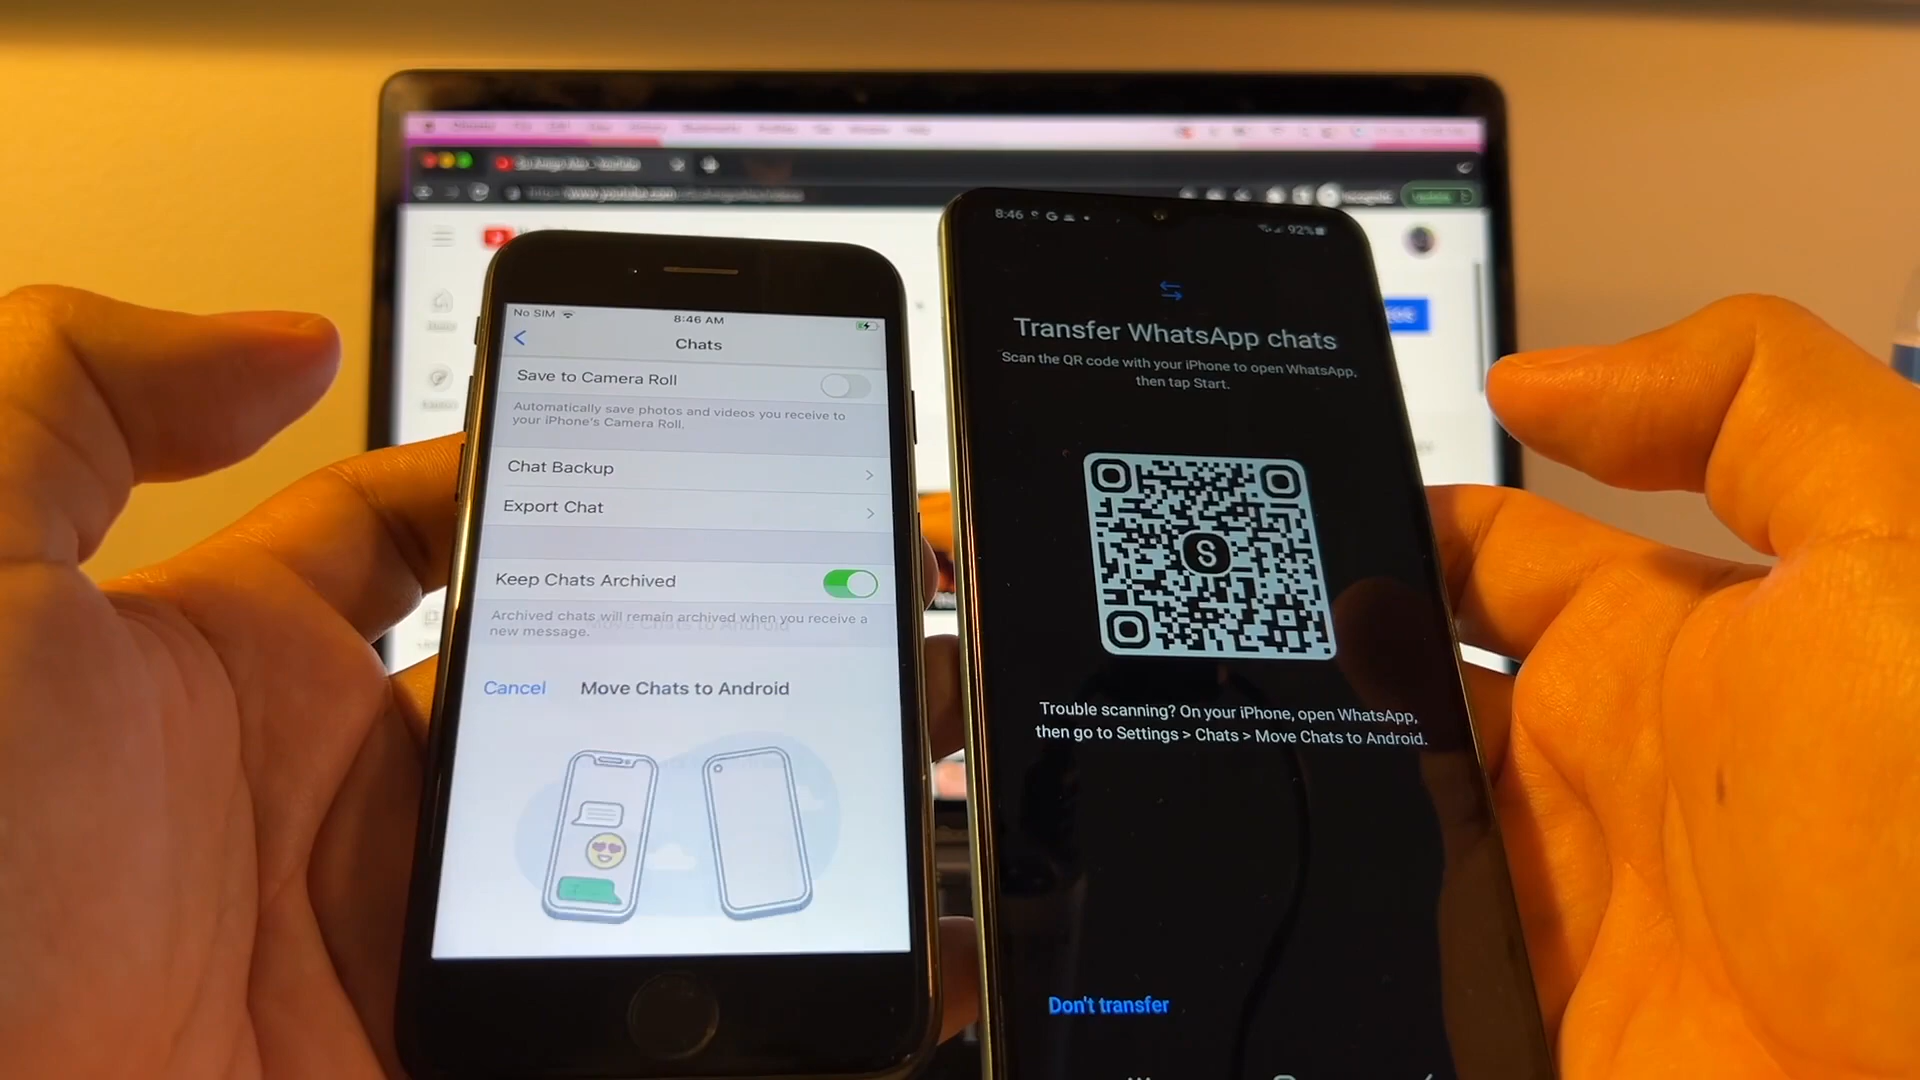 No SIM
8:46 AM
Chats
Save to Camera Roll
Automatically save photos and videos you receive to
your iPhone's Camera Roll.
Chat Backup
Export Chat
Keep Chats Archived
Archived chats will remain archived when you receive a
new message.
Move Chats to Android
Cancel
Move Chats to Android
8:46
G
92%
Transfer WhatsApp chats
Scan the QR code with your iPhone to open WhatsApp,
then tap Start.
S
Trouble scanning? On your iPhone, open WhatsApp,
then go to Settings > Chats > Move Chats to Android.
Don't transfer